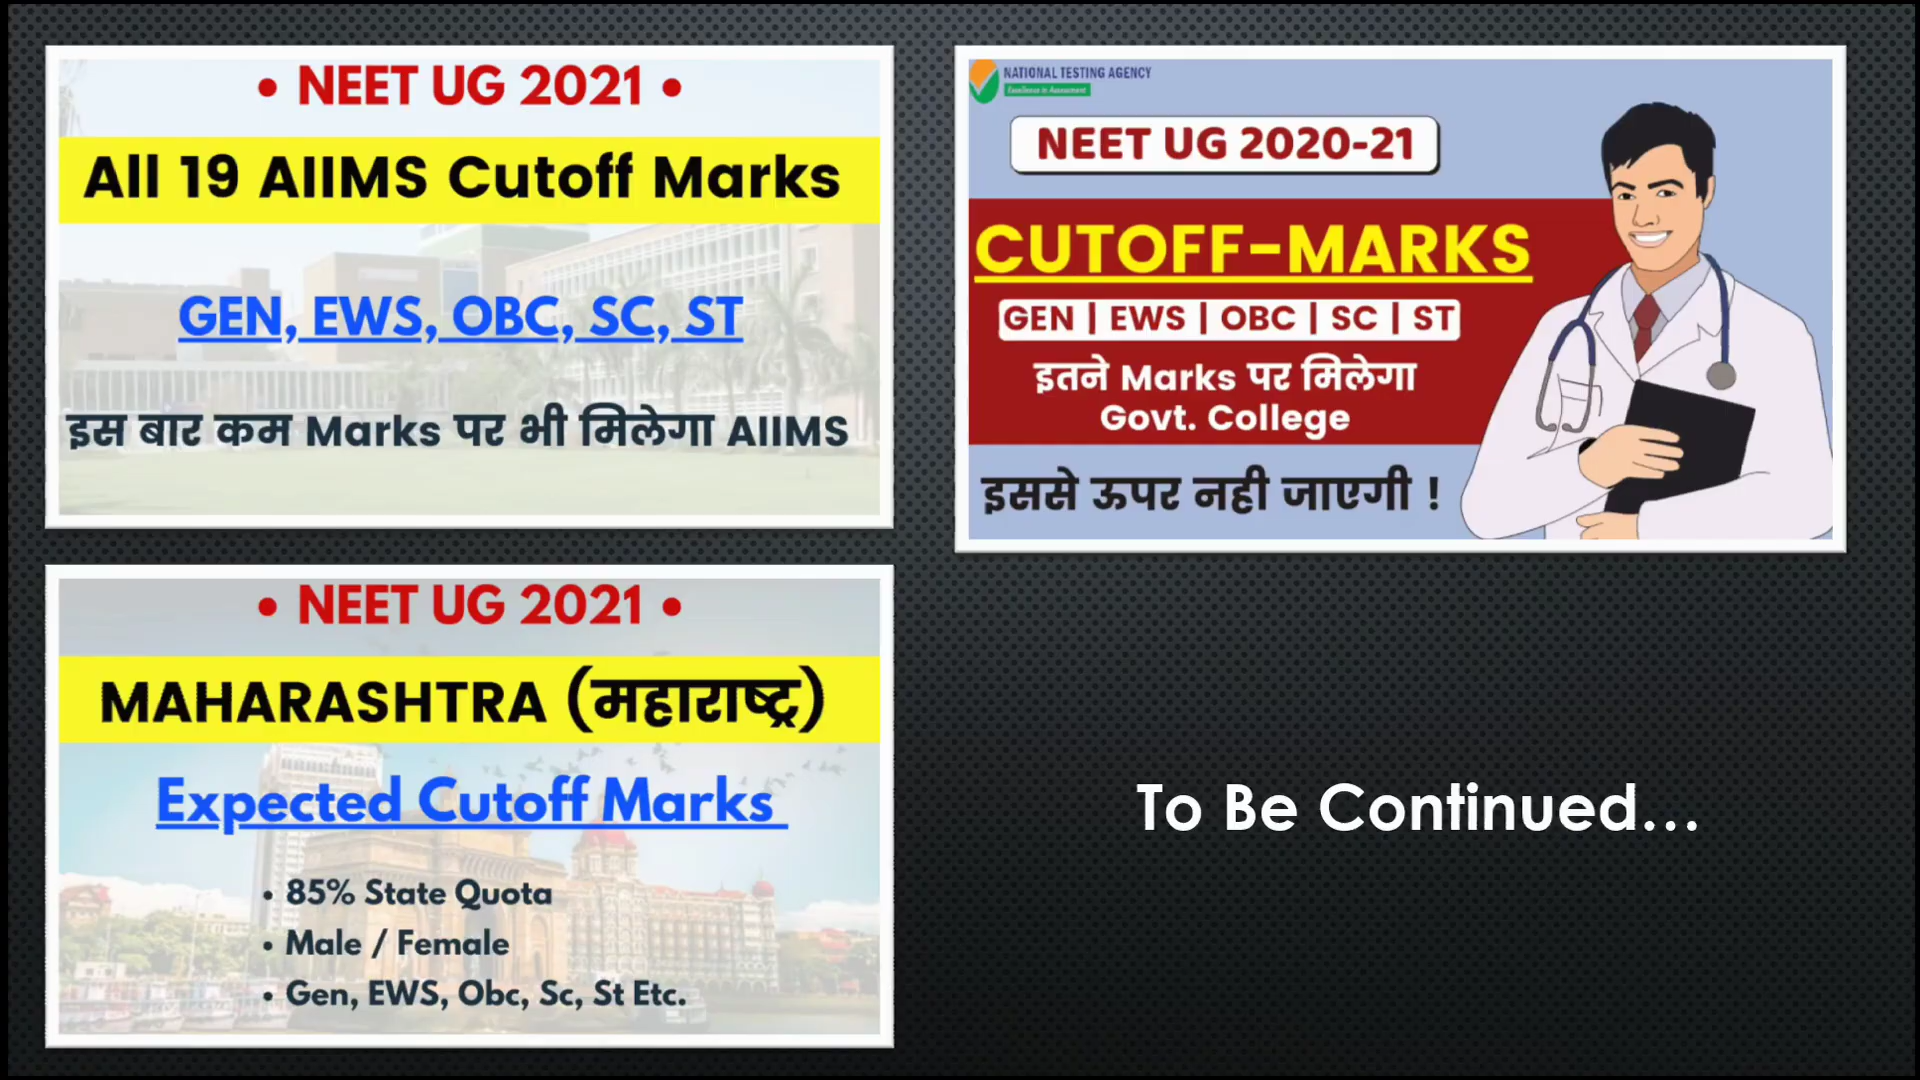 • NEET UG 2021 •
All 19 AIIMS Cutoff Marks
GEN, EWS, OBC, SC, ST
इस बार कम Marks पर भी मिलेगा AIIMS
NATIONAL TESTING AGENCY
Excellence in Assessment
NEET UG 2020-21
CUTOFF-MARKS
GEN | EWS | OBC | SC | ST
इतने Marks पर मिलेगा
Govt. College
इससे ऊपर नही जाएगी !
• NEET UG 2021 •
MAHARASHTRA (महाराष्ट्र)
Expected Cutoff Marks
• 85% State Quota
• Male / Female
• Gen, EWS, Obc, Sc, St Etc.
To Be Continued...